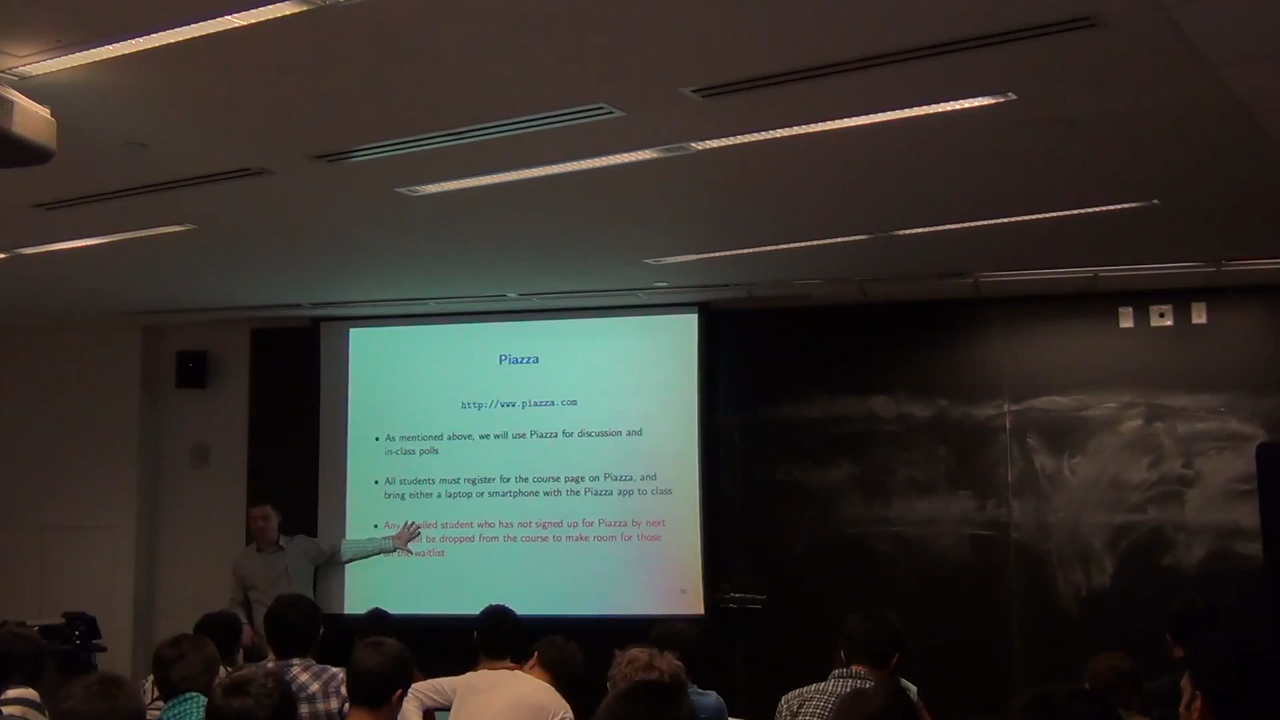 Piazza
http://www.piazza.com
• As mentioned above, we will use Piazza for discussion and
in-class polls
• All students must register for the course page on Piazza, and
bring either a laptop or smartphone with the Piazza app to class
• Any student who has not signed up for Piazza by next
be dropped from the course to make room for those
the waitlist